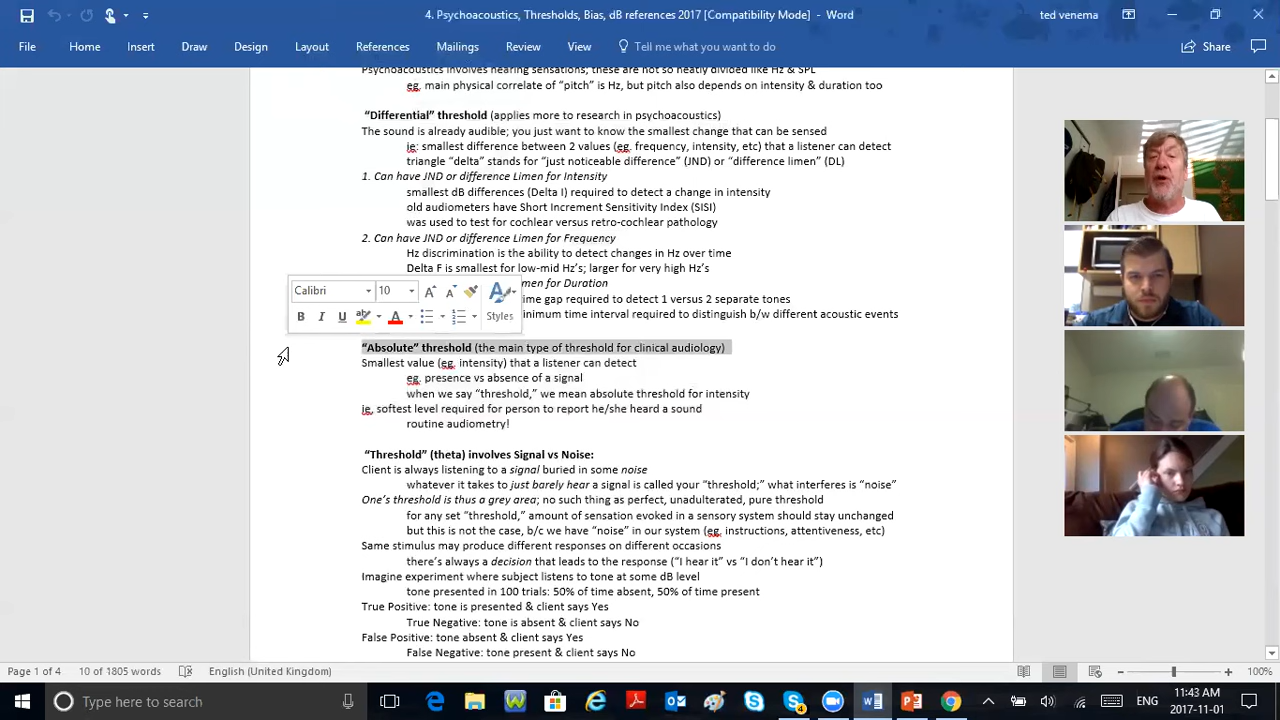 4. Psychoacoustics, Thresholds, Bias, dB references 2017 [Compatibility Mode] - Word
ted venema
File Home Insert Draw Design Layout References Mailings Review View Tell me what you want to do Share
Psychoacoustics involves hearing sensations; these are not so neatly divided like Hz & SPL
eg. main physical correlate of “pitch” is Hz, but pitch also depends on intensity & duration too
“Differential” threshold (applies more to research in psychoacoustics)
The sound is already audible; you just want to know the smallest change that can be sensed
ie: smallest difference between 2 values (eg. frequency, intensity, etc) that a listener can detect
triangle “delta” stands for “just noticeable difference” (JND) or “difference limen” (DL)
1. Can have JND or difference Limen for Intensity
smallest dB differences (Delta I) required to detect a change in intensity
old audiometers have Short Increment Sensitivity Index (SISI)
was used to test for cochlear versus retro-cochlear pathology
2. Can have JND or difference Limen for Frequency
Hz discrimination is the ability to detect changes in Hz over time
Delta F is smallest for low-mid Hz’s; larger for very high Hz’s
men for Duration
Calibri 10
me gap required to detect 1 versus 2 separate tones
nimum time interval required to distinguish b/w different acoustic events
B I U ab A Styles
“Absolute” threshold (the main type of threshold for clinical audiology)
Smallest value (eg. intensity) that a listener can detect
eg. presence vs absence of a signal
when we say “threshold,” we mean absolute threshold for intensity
ie, softest level required for person to report he/she heard a sound
routine audiometry!
“Threshold” (theta) involves Signal vs Noise:
Client is always listening to a signal buried in some noise
whatever it takes to just barely hear a signal is called your “threshold;” what interferes is “noise”
One’s threshold is thus a grey area; no such thing as perfect, unadulterated, pure threshold
for any set “threshold,” amount of sensation evoked in a sensory system should stay unchanged
but this is not the case, b/c we have “noise” in our system (eg. instructions, attentiveness, etc)
Same stimulus may produce different responses on different occasions
there’s always a decision that leads to the response (“I hear it” vs “I don’t hear it”)
Imagine experiment where subject listens to tone at some dB level
tone presented in 100 trials: 50% of time absent, 50% of time present
True Positive: tone is presented & client says Yes
True Negative: tone is absent & client says No
False Positive: tone absent & client says Yes
False Negative: tone present & client says No
Page 1 of 4 10 of 1805 words English (United Kingdom) 100%
Type here to search
ENG
11:43 AM
2017-11-01